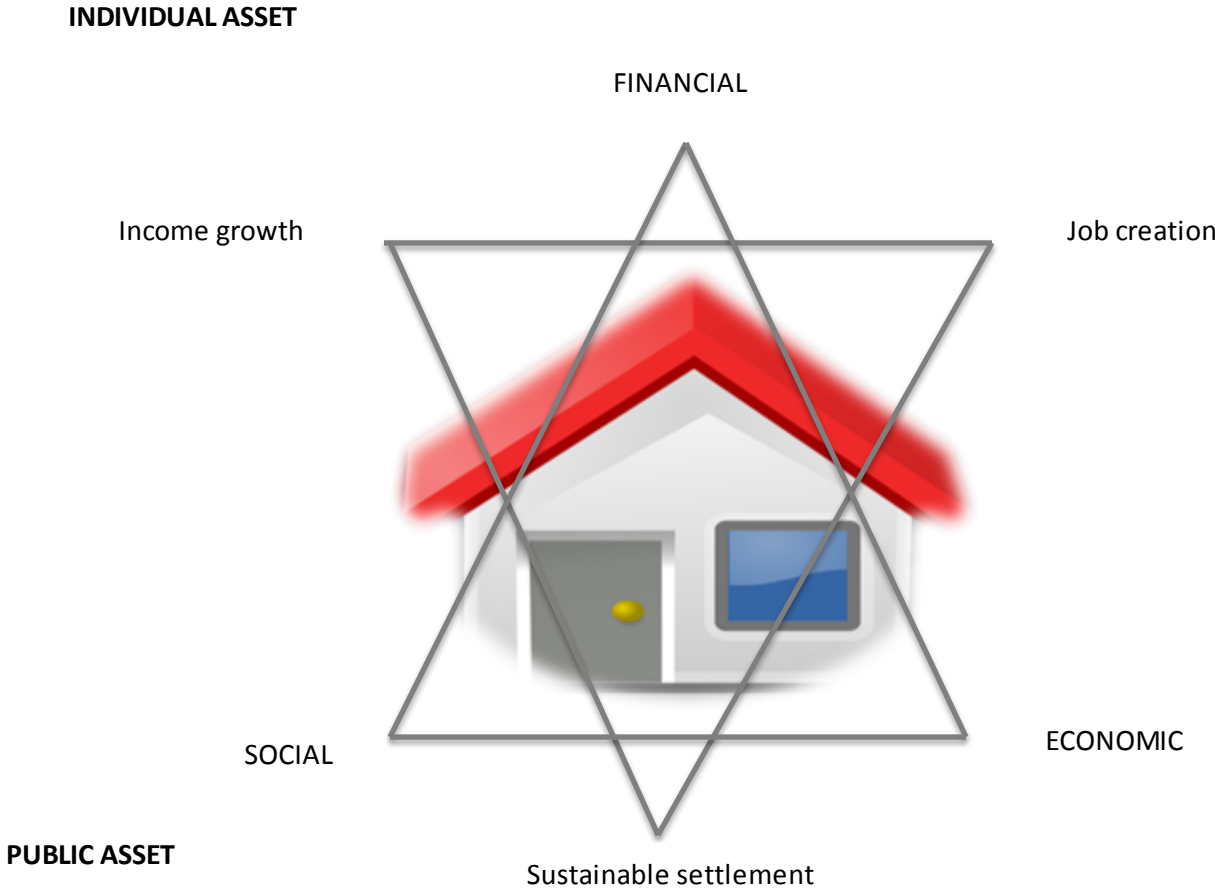 INDIVIDUAL ASSET
FINANCIAL
Income growth
Job creation
SOCIAL
ECONOMIC
PUBLIC ASSET
Sustainable settlement